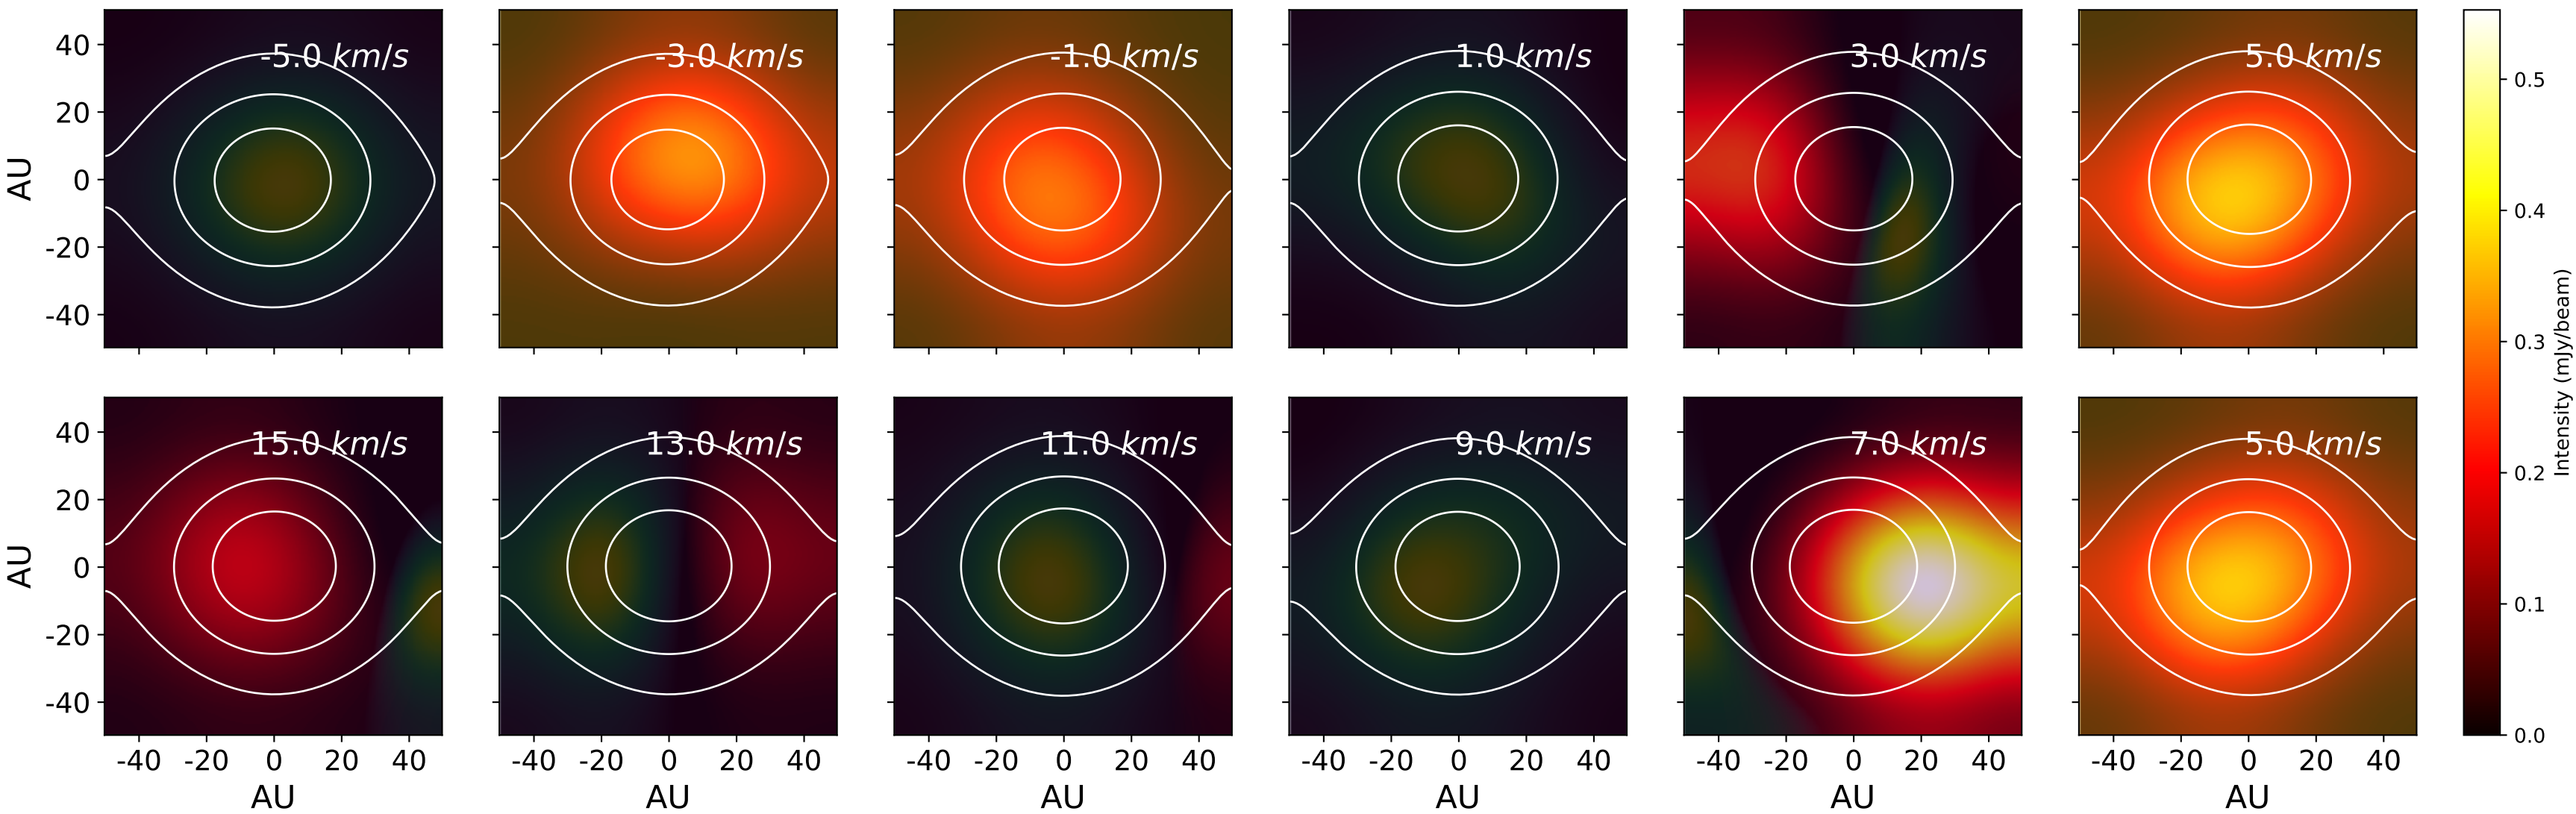 -5.0 km/s
-3.0 km/s
-1.0 km/s
1.0 km/s
3.0 km/s
5.0 km/s
40
20
0
-20
-40
AU
15.0 km/s
13.0 km/s
11.0 km/s
9.0 km/s
7.0 km/s
5.0 km/s
40
20
0
-20
-40
AU
-40 -20 0 20 40
-40 -20 0 20 40
-40 -20 0 20 40
-40 -20 0 20 40
-40 -20 0 20 40
-40 -20 0 20 40
AU
AU
AU
AU
AU
AU
0.5
0.4
0.3
0.2
0.1
0.0
Intensity (mJy/beam)